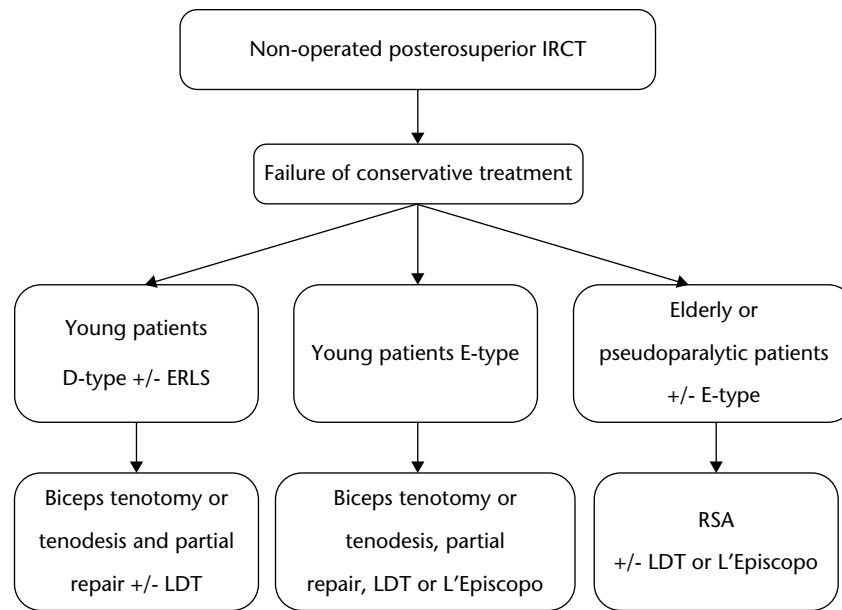 Non-operated posterosuperior IRCT
Failure of conservative treatment
Young patients
D-type +/- ERLS
Young patients E-type
Elderly or
pseudoparalytic patients
+/- E-type
Biceps tenotomy or
tenodesis and partial
repair +/- LDT
Biceps tenotomy or
tenodesis, partial
repair, LDT or L’Episcopo
RSA
+/- LDT or L’Episcopo